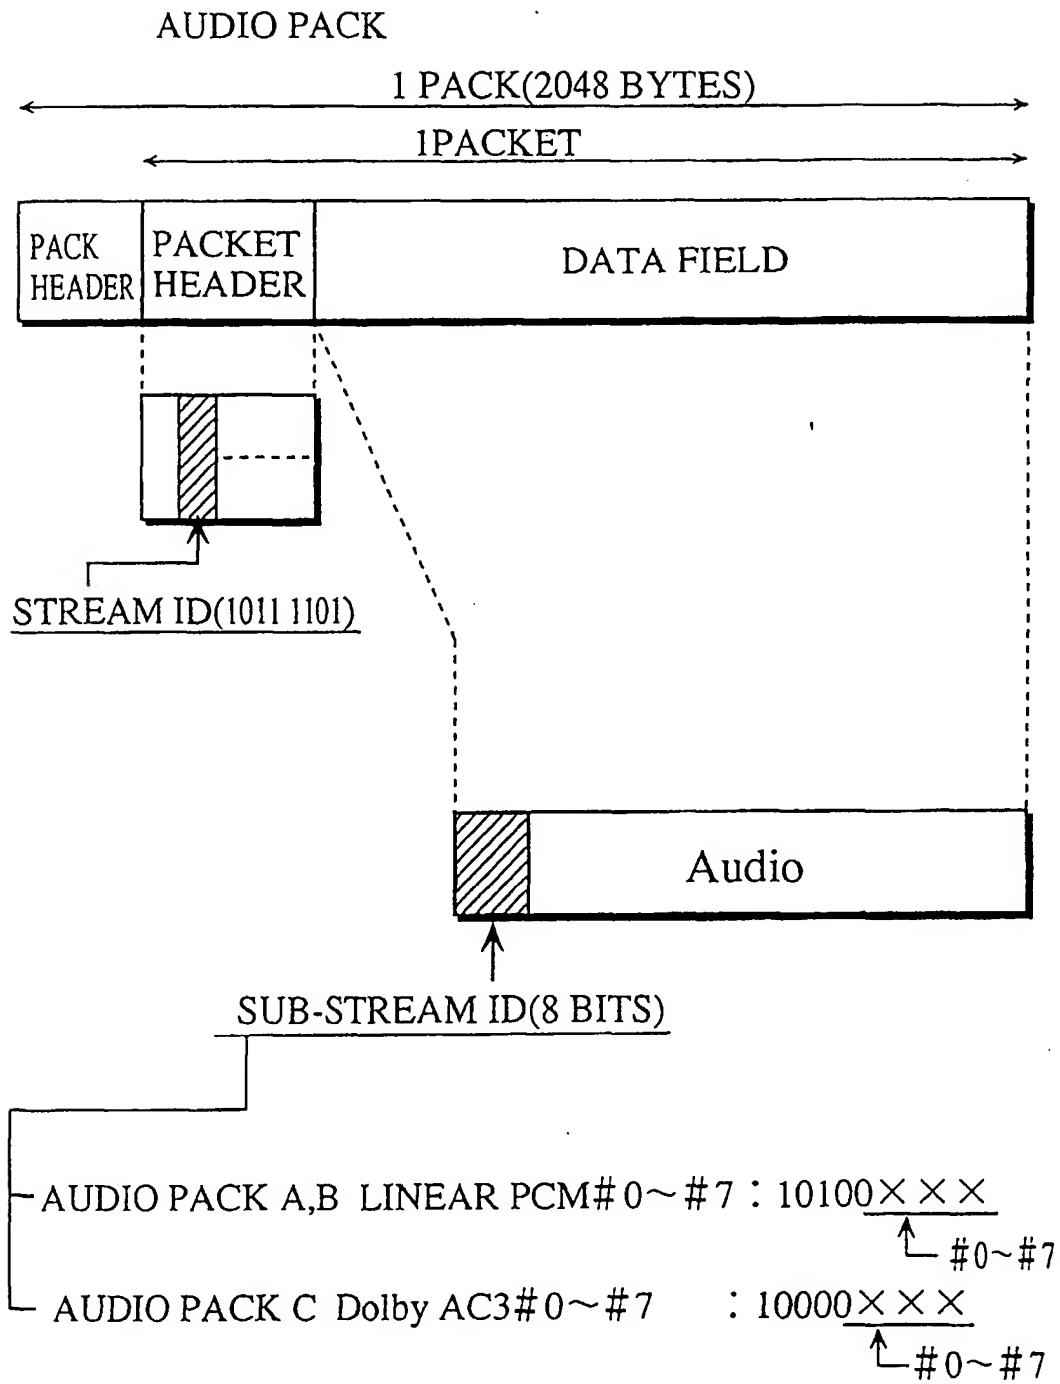 AUDIO PACK
1 PACK(2048 BYTES)
1PACKET
PACK
HEADER
PACKET
HEADER
DATA FIELD
STREAM ID(1011 1101)
Audio
SUB-STREAM ID(8 BITS)
AUDIO PACK A,B LINEAR PCM#0~#7 : 10100×××
#0~#7
AUDIO PACK C Dolby AC3#0~#7 : 10000×××
#0~#7